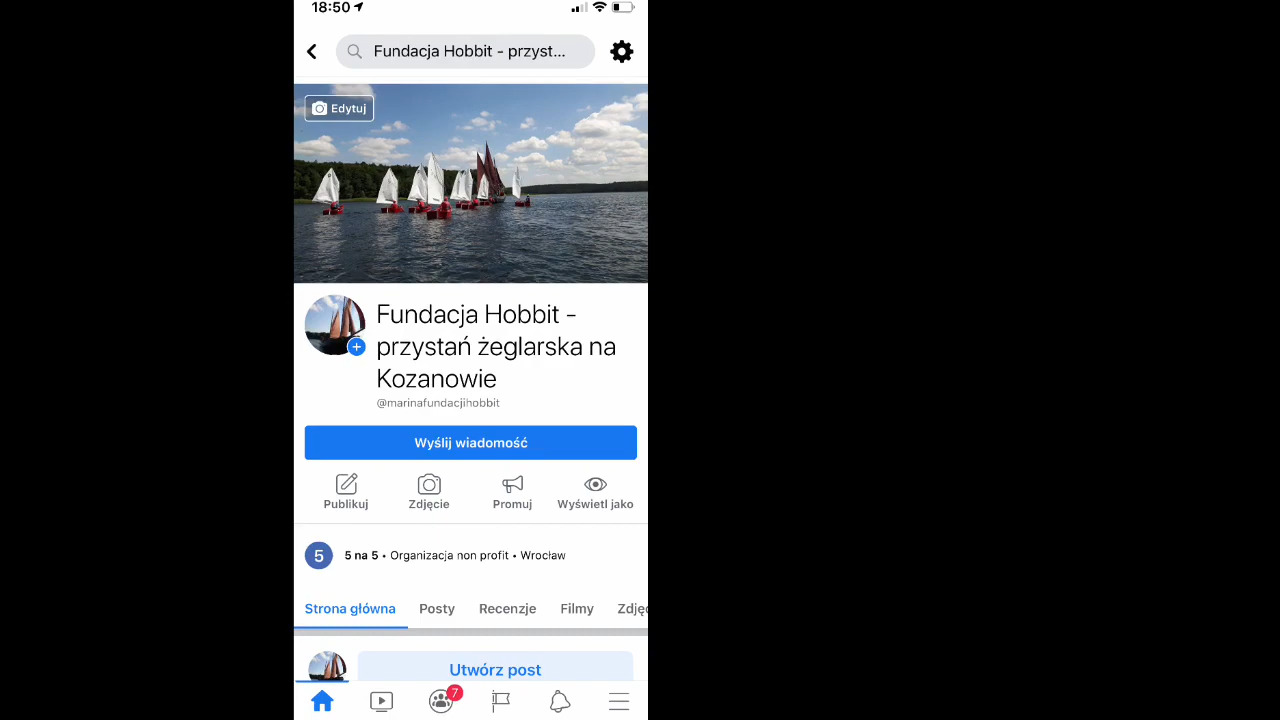 18:50
Fundacja Hobbit - przyst...
Edytuj
Fundacja Hobbit -
przystań żeglarska na
Kozanowie
@marinafundacjihobbit
Wyślij wiadomość
Publikuj
Zdjęcie
Promuj
Wyświetl jako
5
5 na 5 • Organizacja non profit • Wrocław
Strona główna
Posty
Recenzje
Filmy
Zdję
Utwórz post
7